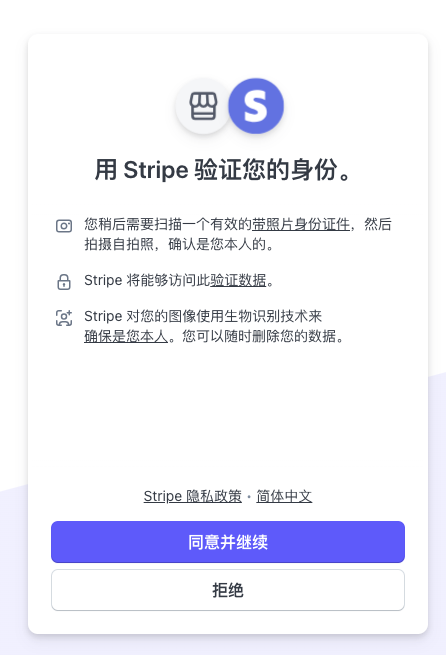 S
用 Stripe 验证您的身份。
您稍后需要扫描一个有效的带照片身份证件，然后
拍摄自拍照，确认是您本人的。
Stripe 将能够访问此验证数据。
Stripe 对您的图像使用生物识别技术来
确保是您本人。您可以随时删除您的数据。
Stripe 隐私政策 • 简体中文
同意并继续
拒绝